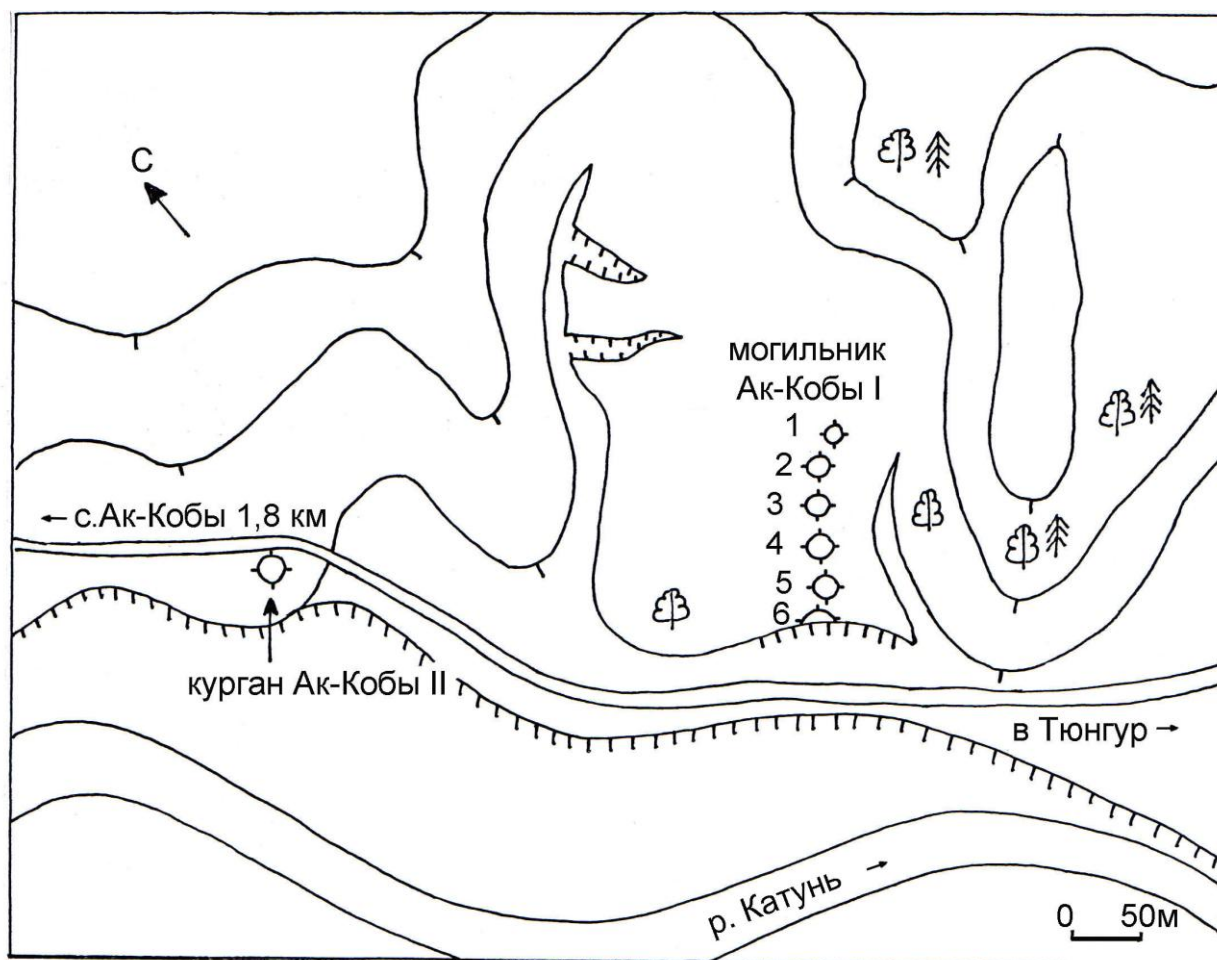 С
могильник
Ак-Кобы I
1
2
3
4
5
6
← с.Ак-Кобы 1,8 км
курган Ак-Кобы II
в Тюнгур →
р. Катунь →
0 50м